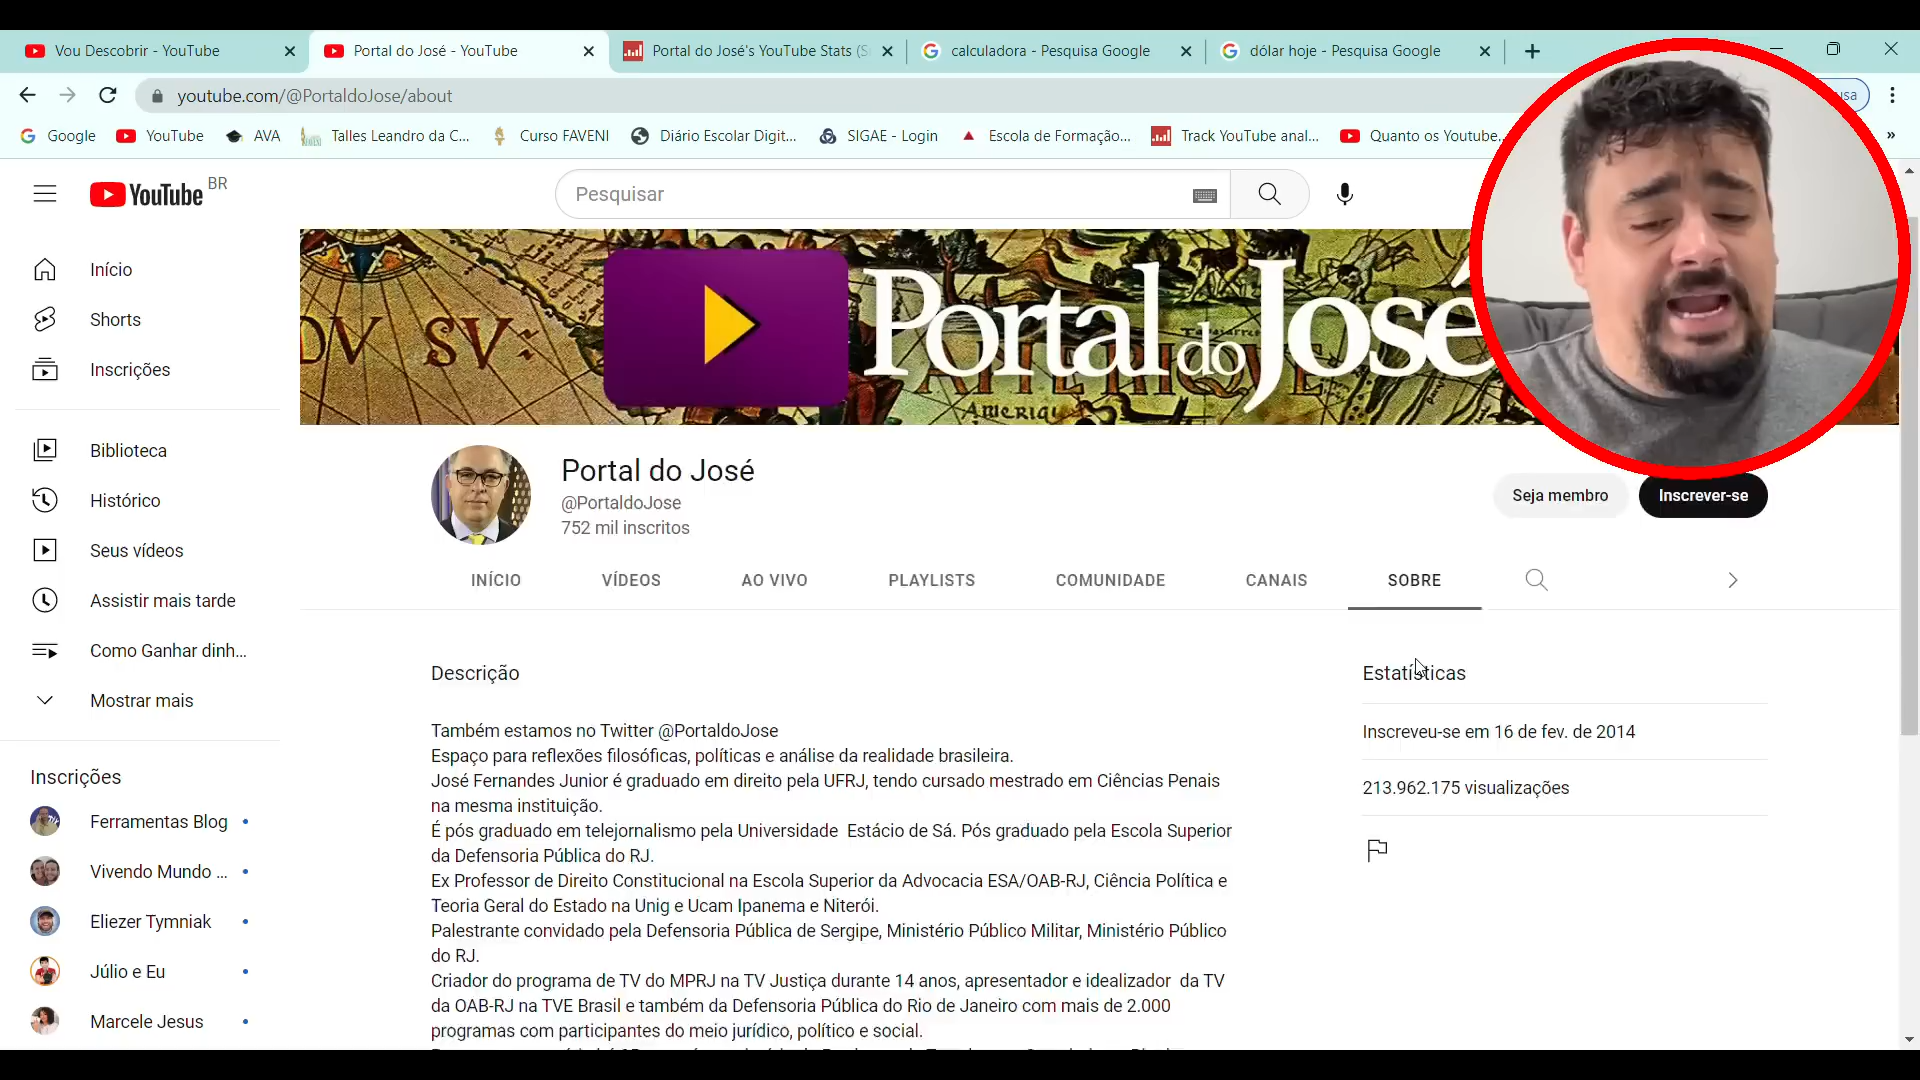 Vou Descobrir - YouTube
Portal do José - YouTube
Portal do José's YouTube Stats (S
calculadora - Pesquisa Google
dólar hoje - Pesquisa Google
youtube.com/@PortaldoJose/about
Google
YouTube
AVA
Talles Leandro da C...
Curso FAVENI
Diário Escolar Digit...
SIGAE - Login
Escola de Formação...
Track YouTube anal...
Quanto os Youtube...
YouTube BR
Pesquisar
Início
Shorts
Inscrições
Biblioteca
Histórico
Seus vídeos
Assistir mais tarde
Como Ganhar dinh...
Mostrar mais
Inscrições
Ferramentas Blog
Vivendo Mundo ...
Eliezer Tymniak
Júlio e Eu
Marcele Jesus
Portal do José
Portal do José
@PortaldoJose
752 mil inscritos
Seja membro
Inscrever-se
INÍCIO
VÍDEOS
AO VIVO
PLAYLISTS
COMUNIDADE
CANAIS
SOBRE
Descrição
Também estamos no Twitter @PortaldoJose
Espaço para reflexões filosóficas, políticas e análise da realidade brasileira.
José Fernandes Junior é graduado em direito pela UFRJ, tendo cursado mestrado em Ciências Penais
na mesma instituição.
É pós graduado em telejornalismo pela Universidade Estácio de Sá. Pós graduado pela Escola Superior
da Defensoria Pública do RJ.
Ex Professor de Direito Constitucional na Escola Superior da Advocacia ESA/OAB-RJ, Ciência Política e
Teoria Geral do Estado na Unig e Ucam Ipanema e Niterói.
Palestrante convidado pela Defensoria Pública de Sergipe, Ministério Público Militar, Ministério Público
do RJ.
Criador do programa de TV do MPRJ na TV Justiça durante 14 anos, apresentador e idealizador da TV
da OAB-RJ na TVE Brasil e também da Defensoria Pública do Rio de Janeiro com mais de 2.000
programas com participantes do meio jurídico, político e social.
Estatísticas
Inscreveu-se em 16 de fev. de 2014
213.962.175 visualizações